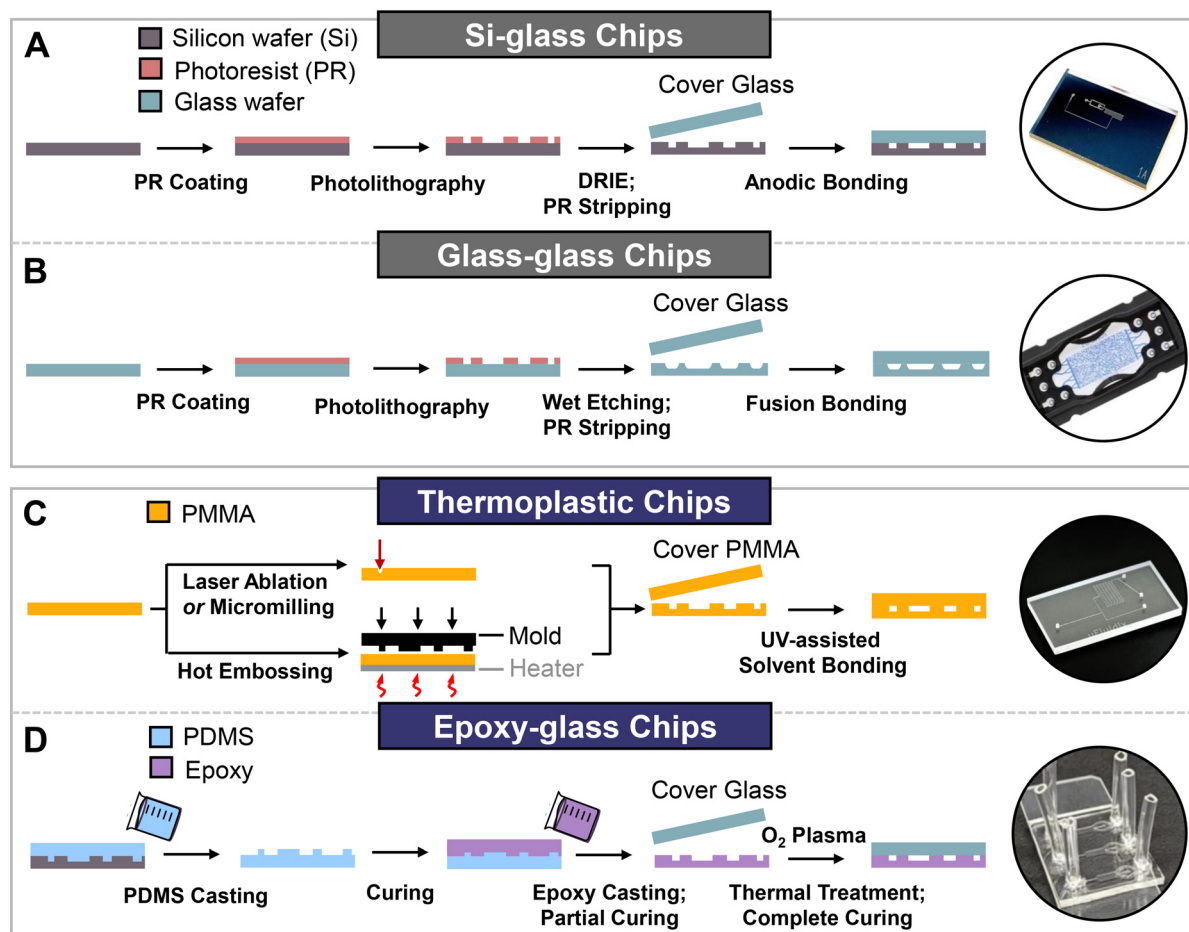 A
Si-glass Chips
Silicon wafer (Si)
Photoresist (PR)
Glass wafer
Cover Glass
PR Coating
Photolithography
DRIE;
PR Stripping
Anodic Bonding
1A
B
Glass-glass Chips
Cover Glass
PR Coating
Photolithography
Wet Etching;
PR Stripping
Fusion Bonding
C
Thermoplastic Chips
PMMA
Laser Ablation
or Micromilling
Hot Embossing
Mold
Heater
Cover PMMA
UV-assisted
Solvent Bonding
D
Epoxy-glass Chips
PDMS
Epoxy
PDMS Casting
Curing
Epoxy Casting;
Partial Curing
Cover Glass
O2 Plasma
Thermal Treatment;
Complete Curing